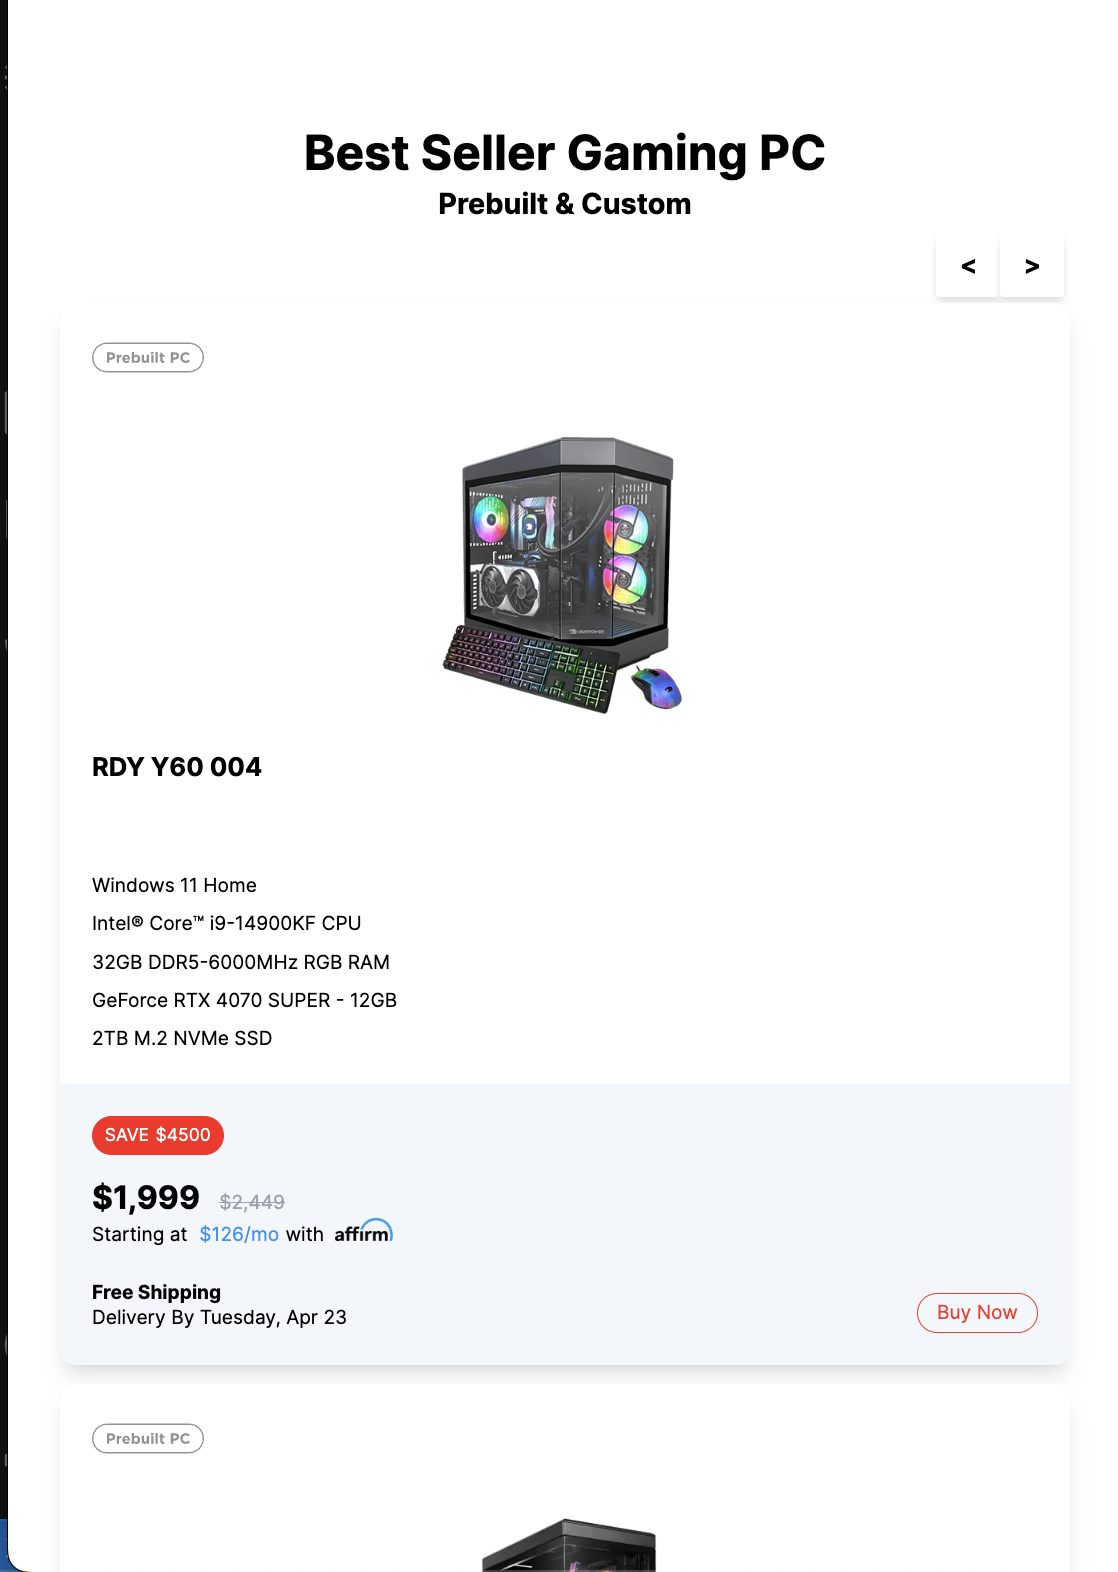 Best Seller Gaming PC
Prebuilt & Custom
< >
Prebuilt PC
RDY Y60 004
Windows 11 Home
Intel® Core™ i9-14900KF CPU
32GB DDR5-6000MHz RGB RAM
GeForce RTX 4070 SUPER - 12GB
2TB M.2 NVMe SSD
SAVE $4500
$1,999 $2,449
Starting at $126/mo with affirm
Free Shipping
Delivery By Tuesday, Apr 23
Buy Now
Prebuilt PC